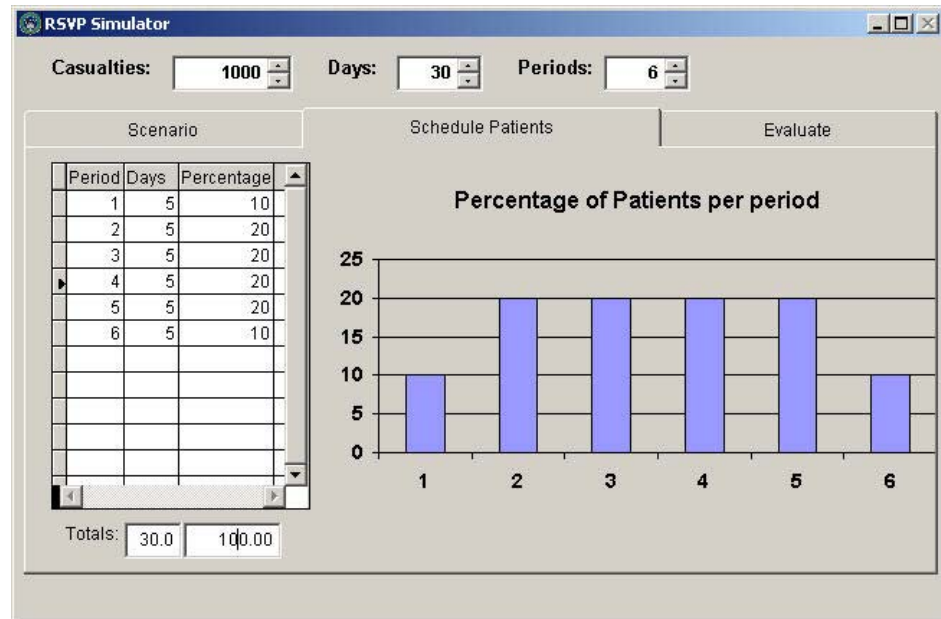 RSVP Simulator
Casualties: 1000 Days: 30 Periods: 6
Scenario Schedule Patients Evaluate
Period Days Percentage
1 5 10
2 5 20
3 5 20
4 5 20
5 5 20
6 5 10
Totals: 30.0 100.00
Percentage of Patients per period
25
20
15
10
5
0
1 2 3 4 5 6